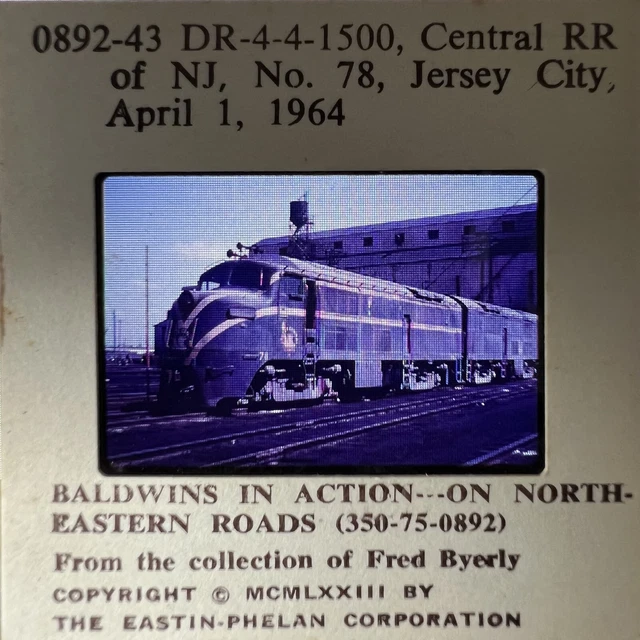 0892-43 DR-4-4-1500, Central RR
of NJ, No. 78, Jersey City,
April 1, 1964
BALDWINS IN ACTION---ON NORTH-
EASTERN ROADS (350-75-0892)
From the collection of Fred Byerly
COPYRIGHT © MCMLXXIII BY
THE EASTIN-PHELAN CORPORATION